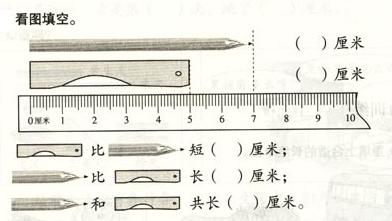 看图填空。
( )厘米
( )厘米
0厘米 1 2 3 4 5 6 7 8 9 10
比 短( )厘米;
比 长( )厘米;
和 共长( )厘米。